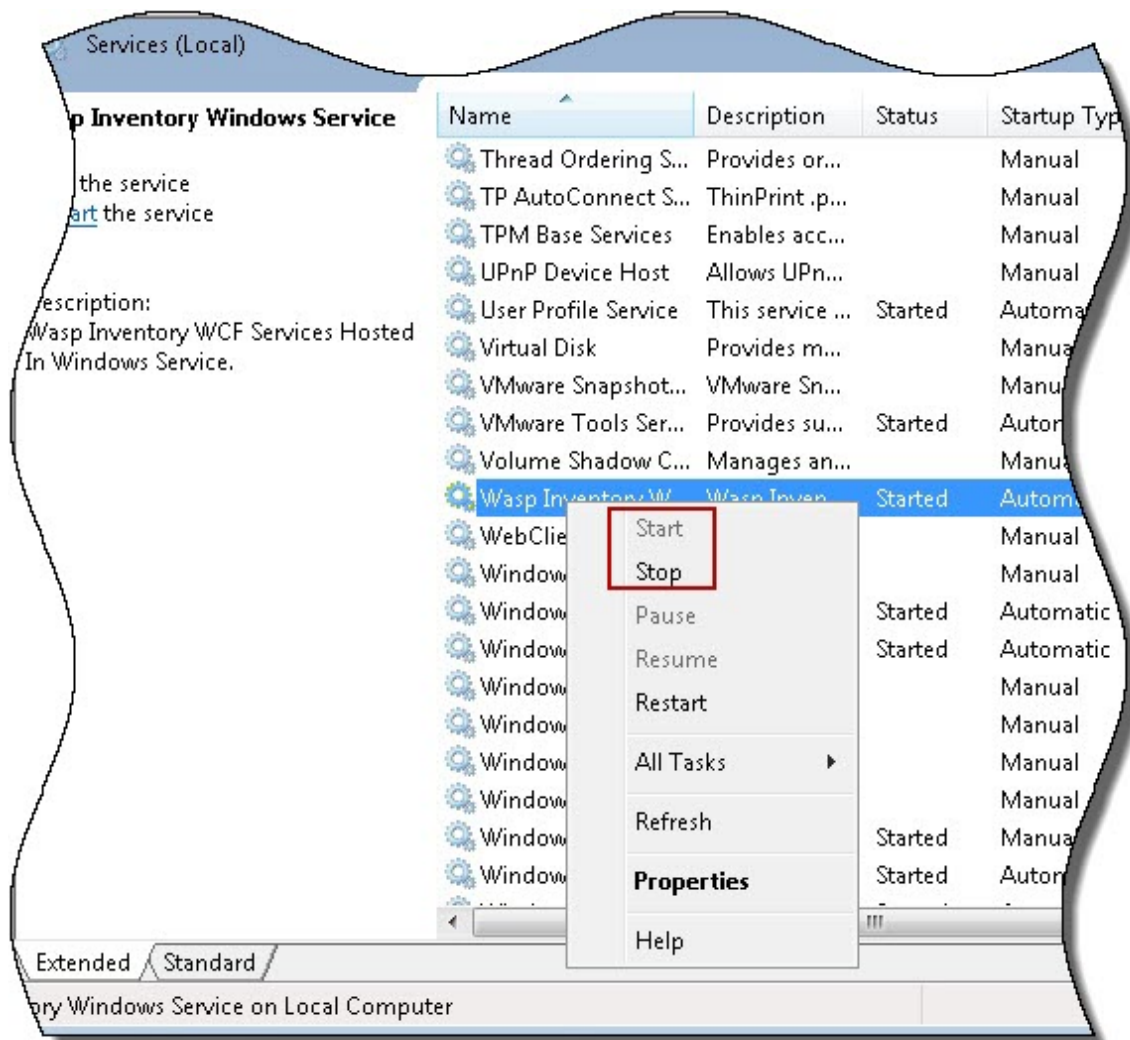 Services (Local)
p Inventory Windows Service
the service
art the service
escription:
Wasp Inventory WCF Services Hosted
In Windows Service.
Name Description Status Startup Typ
Thread Ordering S... Provides or... Manual
TP AutoConnect S... ThinPrint .p... Manual
TPM Base Services Enables acc... Manual
UPnP Device Host Allows UPn... Manual
User Profile Service This service ... Started Automa
Virtual Disk Provides m... Manua
VMware Snapshot... VMware Sn... Manu
VMware Tools Ser... Provides su... Started Autor
Volume Shadow C... Manages an... Manu
Wasp Inventory W... Wasp Inven... Started Autom
WebClie Manual
Window Manual
Window Started Automatic
Window Started Automatic
Window Manual
Window Manual
Window Manual
Window Manual
Window Started Manua
Window Started Autor
Start
Stop
Pause
Resume
Restart
All Tasks
Refresh
Properties
Help
Extended Standard
ory Windows Service on Local Computer